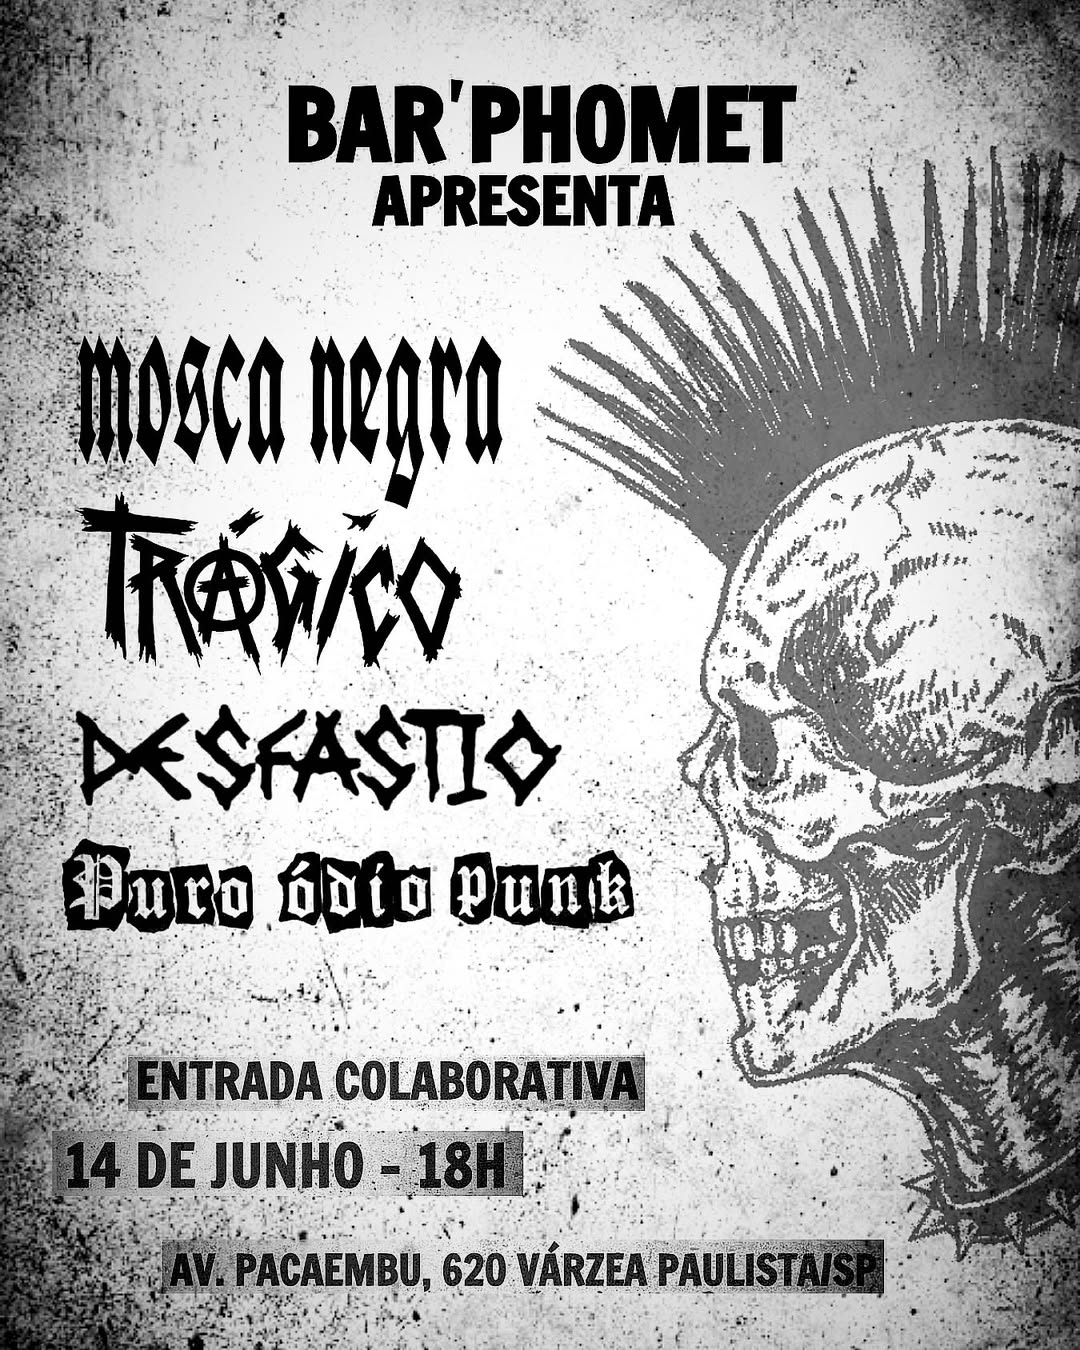 BAR'PHOMET
APRESENTA
mosca negra
TRÁGICO
DESFASTIO
Puro ódio punk
ENTRADA COLABORATIVA
14 DE JUNHO - 18H
AV. PACAEMBU, 620 VÁRZEA PAULISTA/SP